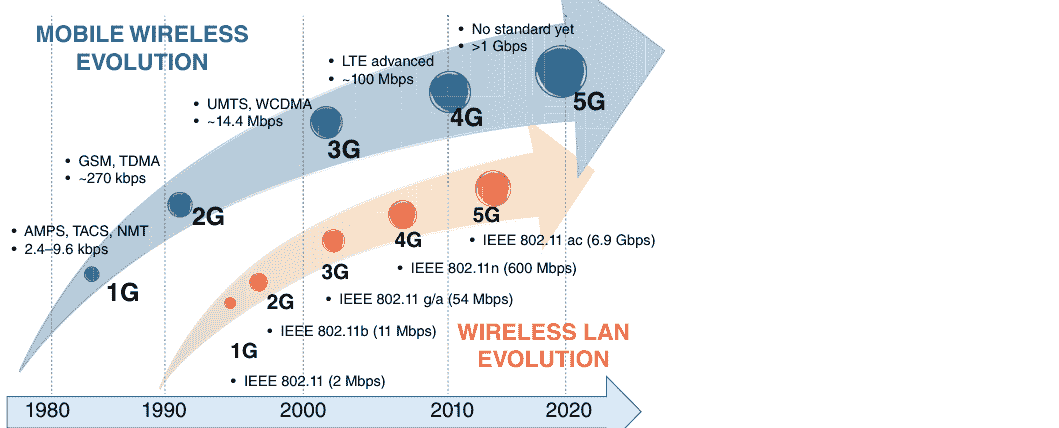 MOBILE WIRELESS
EVOLUTION
• No standard yet
• >1 Gbps
5G
• LTE advanced
• ~100 Mbps
4G
• UMTS, WCDMA
• ~14.4 Mbps
3G
• GSM, TDMA
• ~270 kbps
2G
• AMPS, TACS, NMT
• 2.4–9.6 kbps
1G
5G
• IEEE 802.11 ac (6.9 Gbps)
4G
• IEEE 802.11n (600 Mbps)
3G
• IEEE 802.11 g/a (54 Mbps)
2G
• IEEE 802.11b (11 Mbps)
1G
• IEEE 802.11 (2 Mbps)
WIRELESS LAN
EVOLUTION
1980 1990 2000 2010 2020